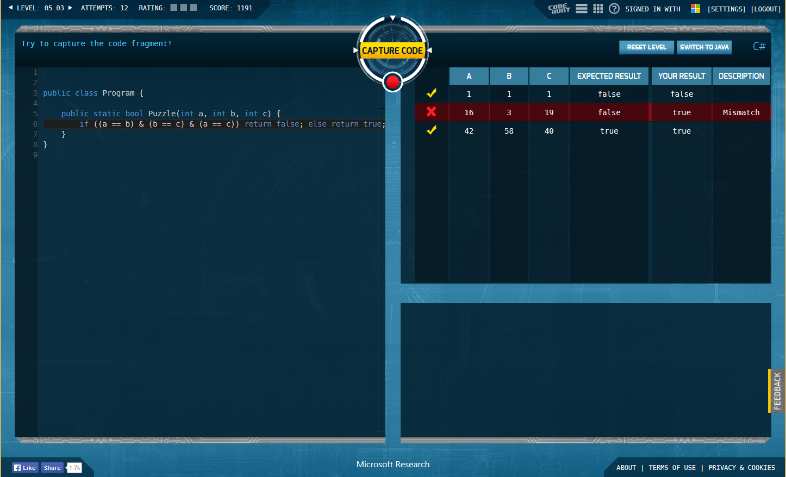 LEVEL: 05.03 ATTEMPTS: 12 RATING: SCORE: 1191
CODE HUNT ? SIGNED IN WITH [SETTINGS] [LOGOUT]
Try to capture the code fragment!
CAPTURE CODE
RESET LEVEL SWITCH TO JAVA C#
1
2
3 public class Program {
4
5 public static bool Puzzle(int a, int b, int c) {
6 if ((a == b) & (b == c) & (a == c)) return false; else return true;
7 }
8 }
9
A B C EXPECTED RESULT YOUR RESULT DESCRIPTION
1 1 1 false false
16 3 19 false true Mismatch
42 58 40 true true
FEEDBACK
Like Share 1.7k
Microsoft Research
ABOUT | TERMS OF USE | PRIVACY & COOKIES